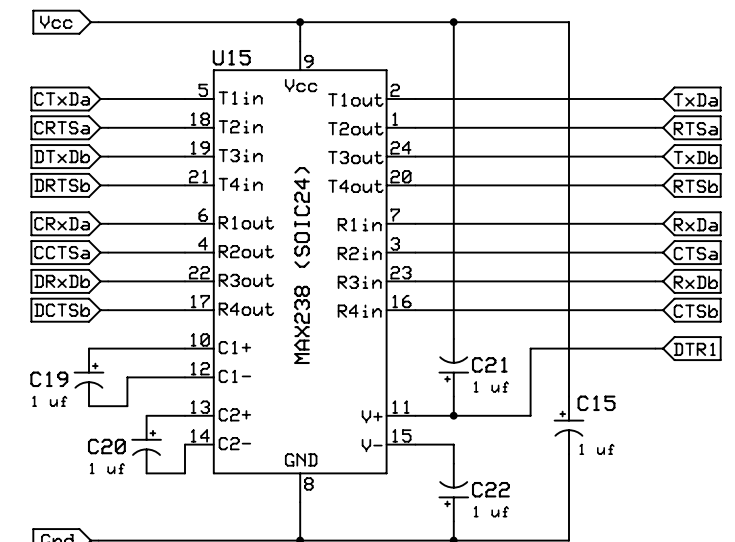 Vcc
U15
9
Vcc
CTxDa 5 T1in T1out 2 TxDa
CRTSa 18 T2in T2out 1 RTSa
DTxDb 19 T3in T3out 24 TxDb
DRTSb 21 T4in T4out 20 RTSb
CRxDa 6 R1out R1in 7 RxDa
CCTSa 4 R2out R2in 3 CTSa
DRxDb 22 R3out R3in 23 RxDb
DCTSb 17 R4out R4in 16 CTSb
MAX238 (SOIC24)
10 C1+ DTR1
C19 + 12 C1- C21
1 uf + 1 uf
13 C2+ V+ 11 + C15
C20 + 14 C2- V- 15 1 uf
1 uf
GND
8
C22
+ 1 uf
Gnd